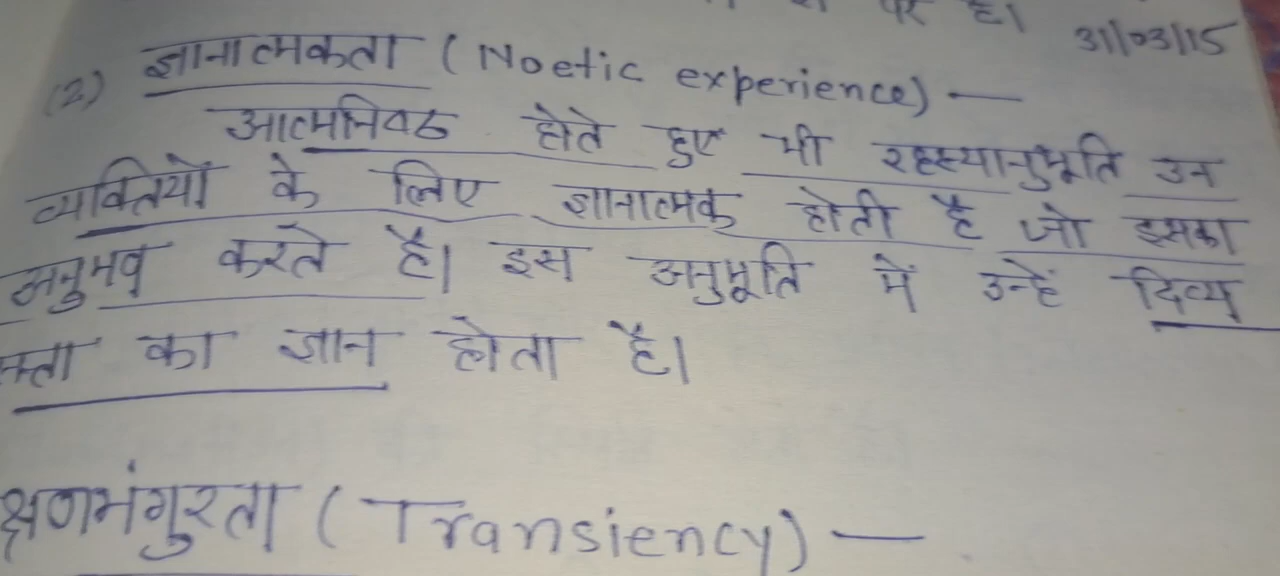 पर है।
31/03/15
(2) ज्ञानात्मकता (Noetic experience) —
आत्मनिष्ठ होते हुए भी रहस्यानुभूति उन
व्यक्तियों के लिए ज्ञानात्मक होती है जो इसका
अनुभव करते है। इस अनुभूति में उन्हें दिव्य
का ज्ञान होता है।
क्षणभंगुरता (Transiency) —